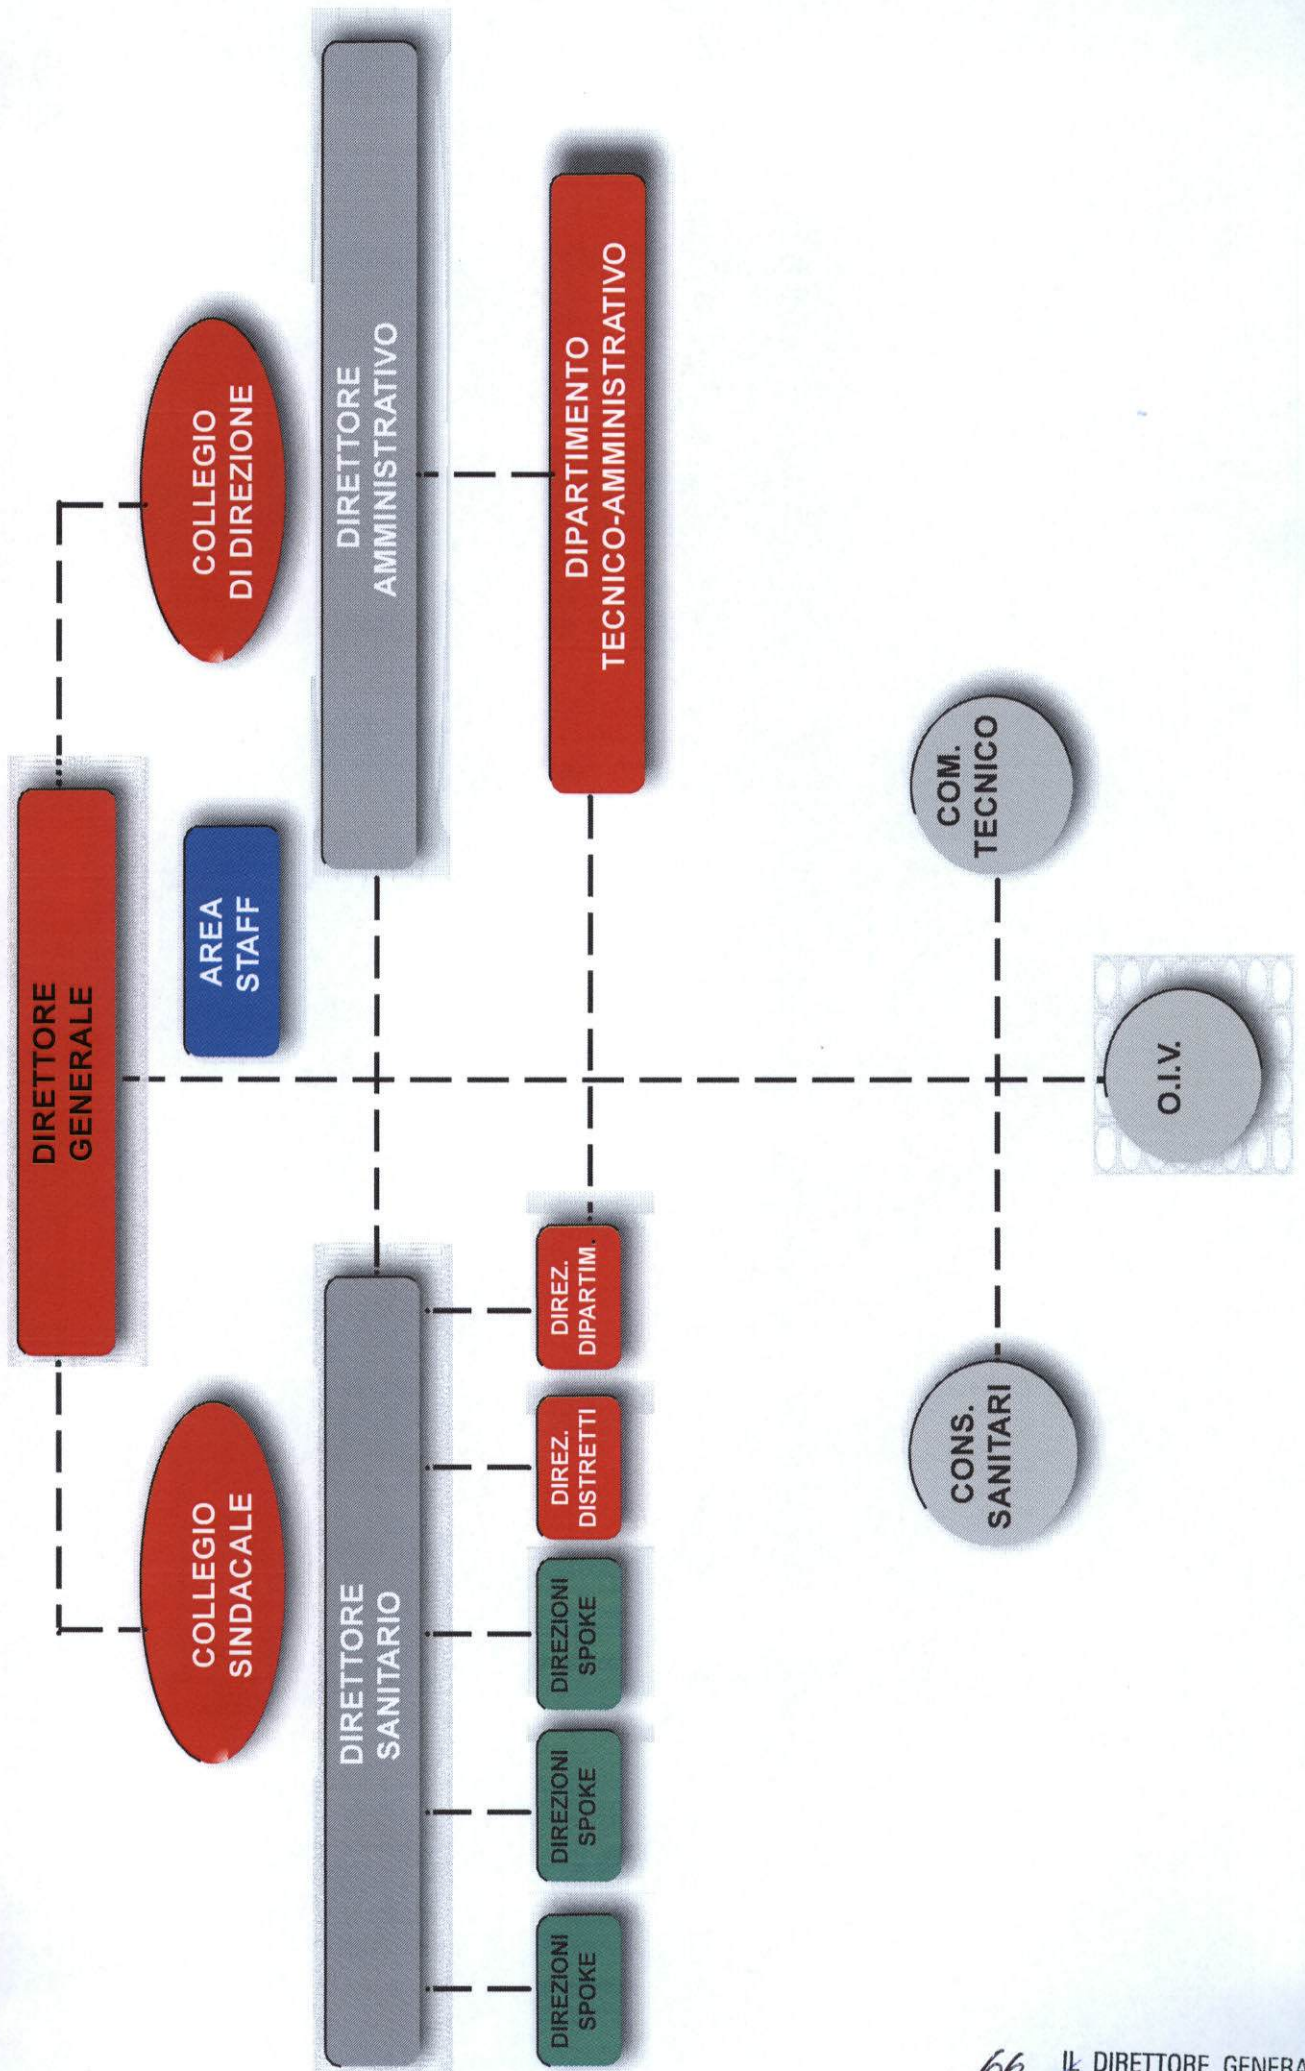 DIRETTORE
GENERALE
COLLEGIO
SINDACALE
AREA
STAFF
COLLEGIO
DI DIREZIONE
DIRETTORE
SANITARIO
DIRETTORE
AMMINISTRATIVO
DIREZIONI
SPOKE
DIREZIONI
SPOKE
DIREZIONI
SPOKE
DIREZ.
DISTRETTI
DIREZ.
DIPARTIM.
DIPARTIMENTO
TECNICO-AMMINISTRATIVO
CONS.
SANITARI
COM.
TECNICO
O.I.V.
66 IL DIRETTORE GENERA